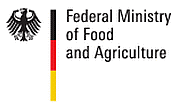 Federal Ministry
of Food
and Agriculture